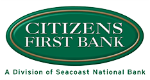 CITIZENS
FIRST BANK
A Division of Seacoast National Bank